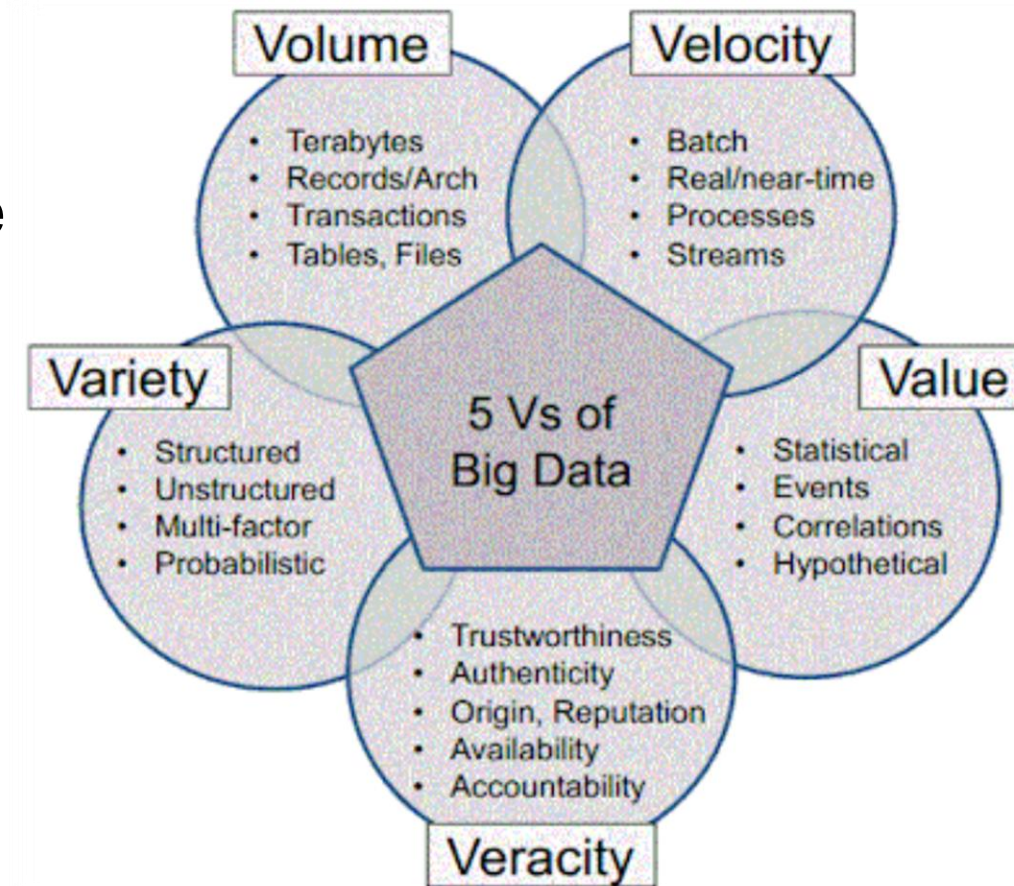 Volume
• Terabytes
• Records/Arch
• Transactions
• Tables, Files
Velocity
• Batch
• Real/near-time
• Processes
• Streams
e
Variety
• Structured
• Unstructured
• Multi-factor
• Probabilistic
5 Vs of
Big Data
Value
• Statistical
• Events
• Correlations
• Hypothetical
• Trustworthiness
• Authenticity
• Origin, Reputation
• Availability
• Accountability
Veracity